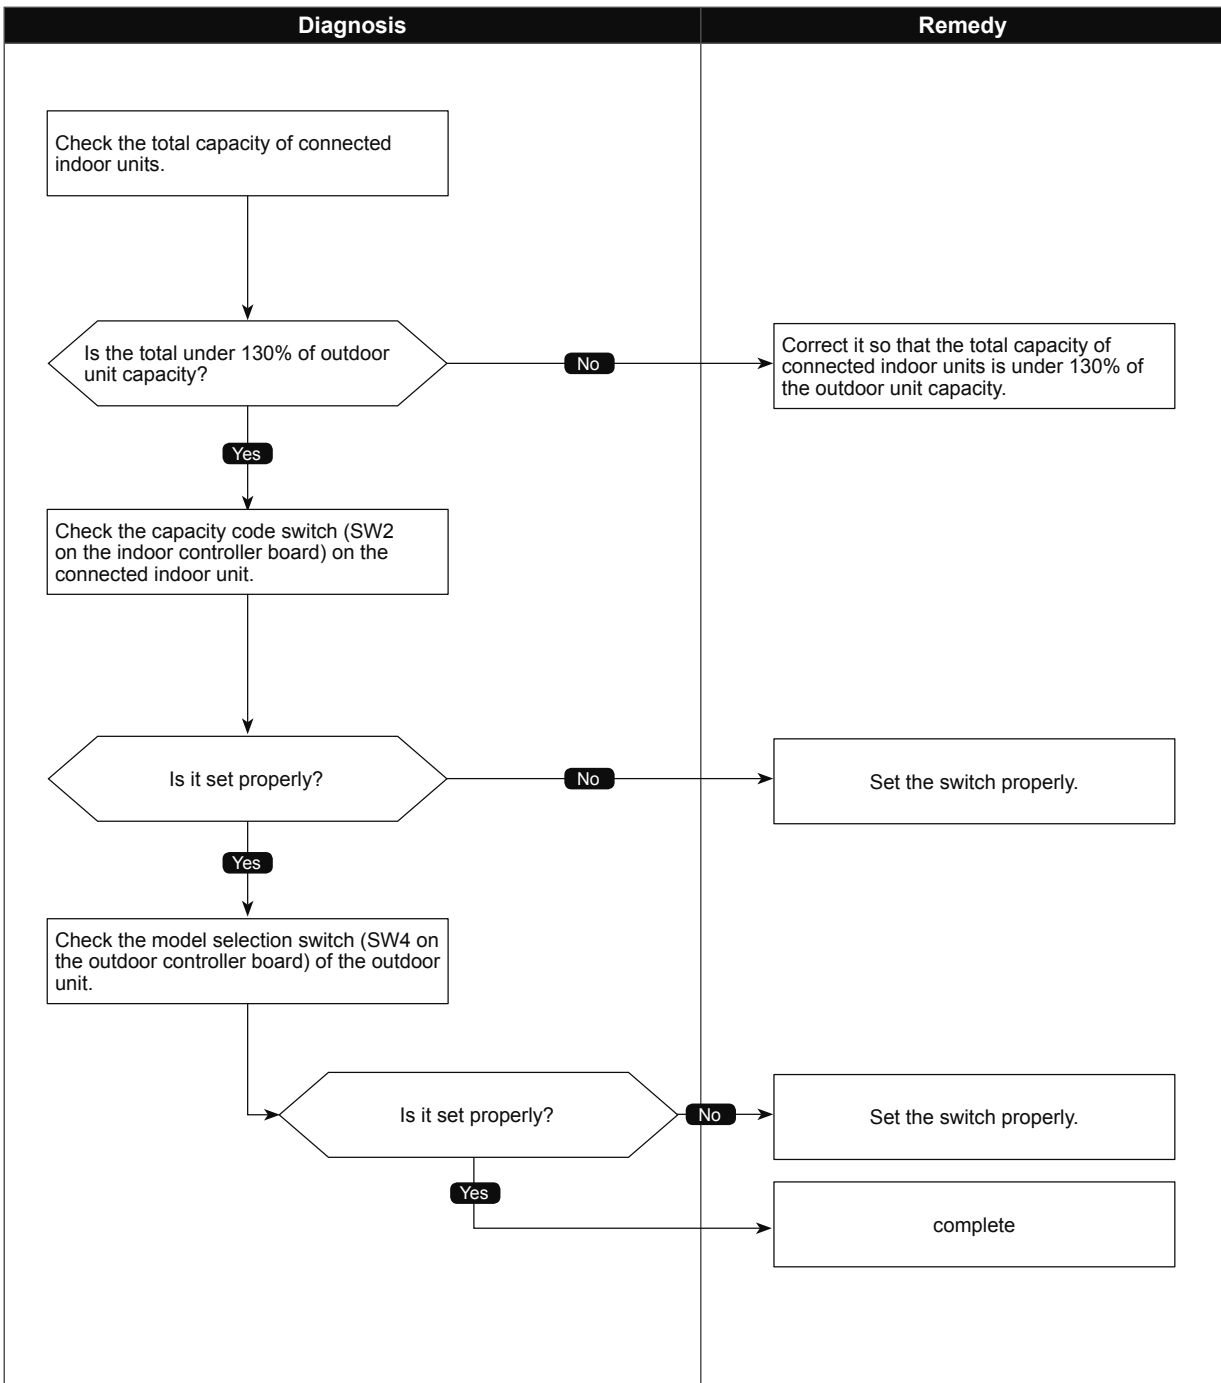 Diagnosis
Remedy
Check the total capacity of connected
indoor units.
Is the total under 130% of outdoor
unit capacity?
No
Correct it so that the total capacity of
connected indoor units is under 130% of
the outdoor unit capacity.
Yes
Check the capacity code switch (SW2
on the indoor controller board) on the
connected indoor unit.
Is it set properly?
No
Set the switch properly.
Yes
Check the model selection switch (SW4 on
the outdoor controller board) of the outdoor
unit.
Is it set properly?
No
Set the switch properly.
Yes
complete